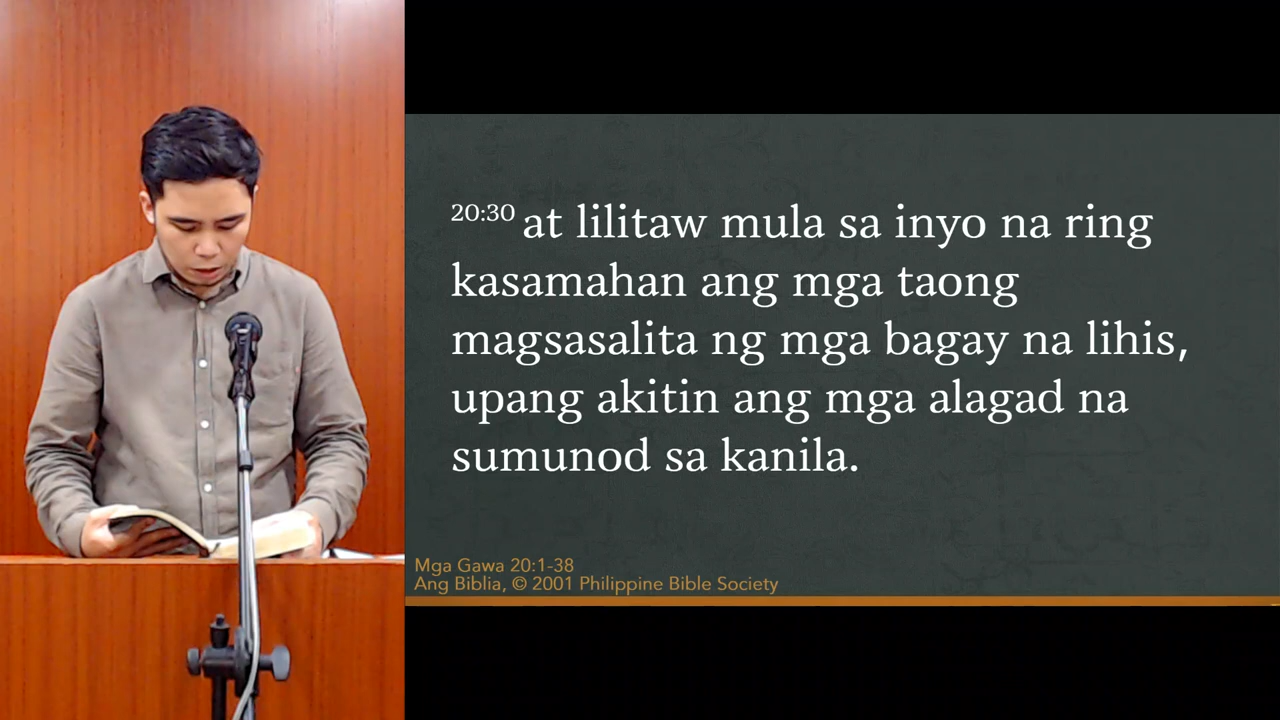 20:30 at lilitaw mula sa inyo na ring
kasamahan ang mga taong
magsasalita ng mga bagay na lihis,
upang akitin ang mga alagad na
sumunod sa kanila.
Mga Gawa 20:1-38
Ang Biblia, © 2001 Philippine Bible Society